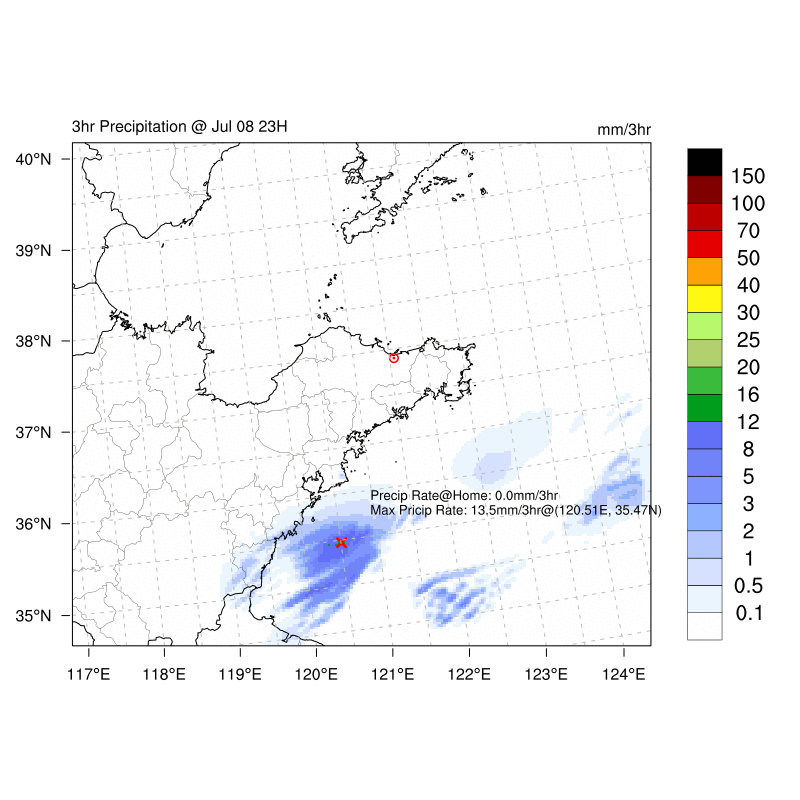 3hr Precipitation @ Jul 08 23H
mm/3hr
40°N
39°N
38°N
37°N
36°N
35°N
117°E
118°E
119°E
120°E
121°E
122°E
123°E
124°E
Precip Rate@Home: 0.0mm/3hr
Max Pricip Rate: 13.5mm/3hr@(120.51E, 35.47N)
150
100
70
50
40
30
25
20
16
12
8
5
3
2
1
0.5
0.1